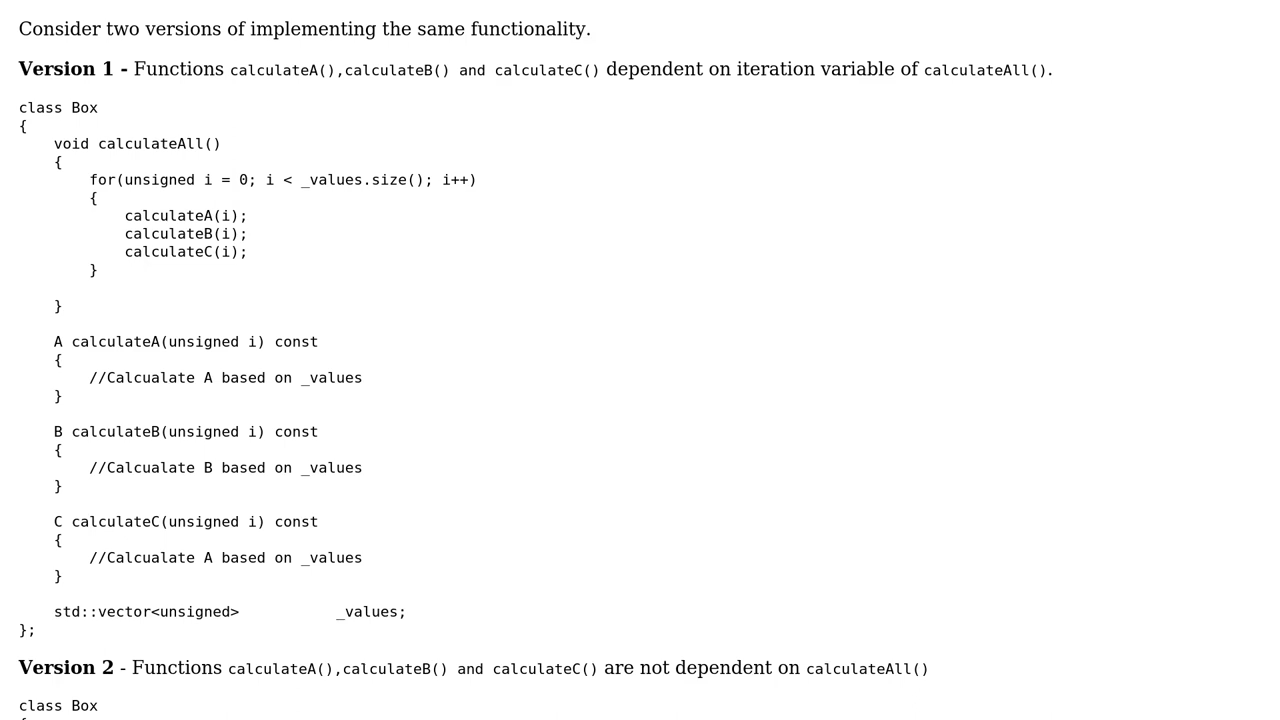 Consider two versions of implementing the same functionality.
Version 1 - Functions calculateA(),calculateB() and calculateC() dependent on iteration variable of calculateAll().
class Box
{
    void calculateAll()
    {
        for(unsigned i = 0; i < _values.size(); i++)
        {
            calculateA(i);
            calculateB(i);
            calculateC(i);
        }

    }

    A calculateA(unsigned i) const
    {
        //Calcualate A based on _values
    }

    B calculateB(unsigned i) const
    {
        //Calcualate B based on _values
    }

    C calculateC(unsigned i) const
    {
        //Calcualate A based on _values
    }

    std::vector<unsigned>           _values;
};
Version 2 - Functions calculateA(),calculateB() and calculateC() are not dependent on calculateAll()
class Box